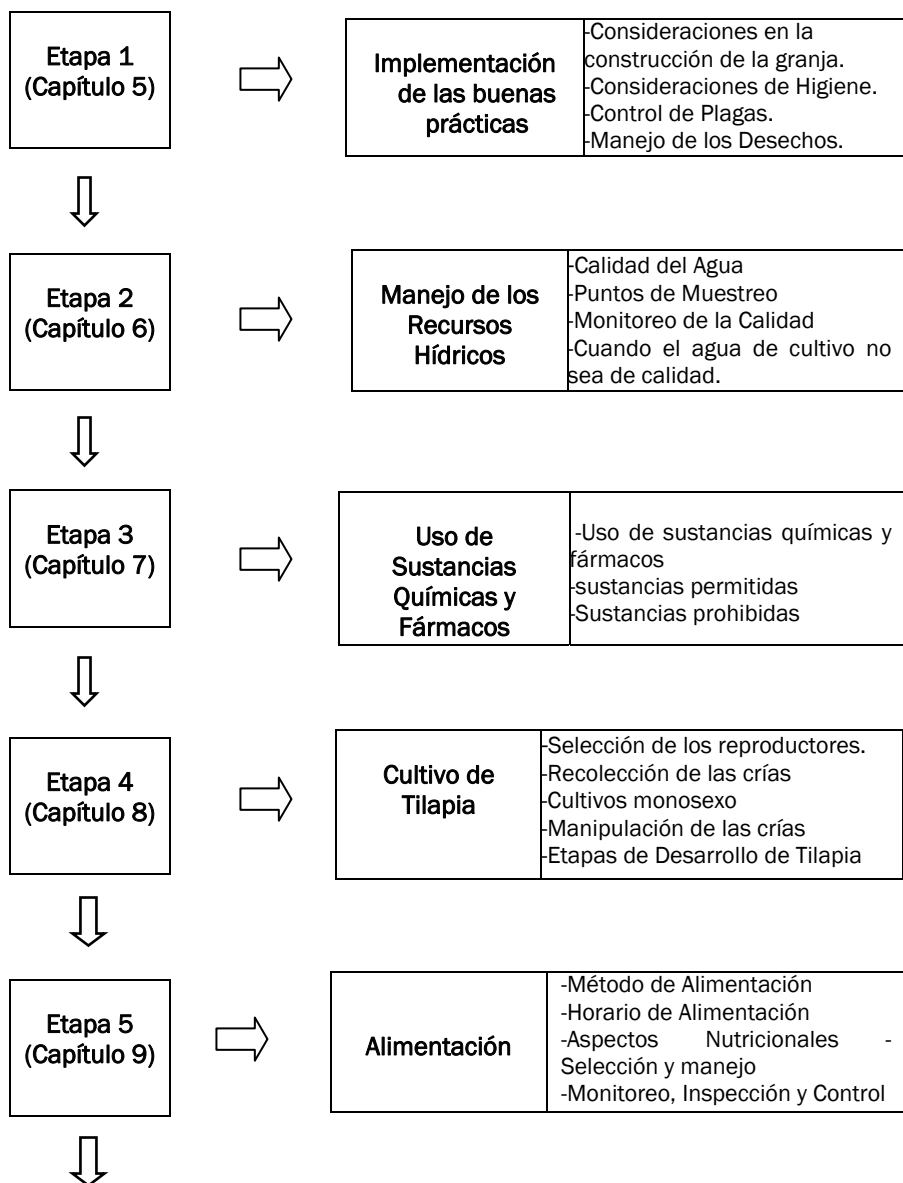 Etapa 1
(Capítulo 5)
Implementación
de las buenas
prácticas
-Consideraciones en la
construcción de la granja.
-Consideraciones de Higiene.
-Control de Plagas.
-Manejo de los Desechos.
Etapa 2
(Capítulo 6)
Manejo de los
Recursos
Hídricos
-Calidad del Agua
-Puntos de Muestreo
-Monitoreo de la Calidad
-Cuando el agua de cultivo no
sea de calidad.
Etapa 3
(Capítulo 7)
Uso de
Sustancias
Químicas y
Fármacos
-Uso de sustancias químicas y
fármacos
-sustancias permitidas
-Sustancias prohibidas
Etapa 4
(Capítulo 8)
Cultivo de
Tilapia
-Selección de los reproductores.
-Recolección de las crías
-Cultivos monosexo
-Manipulación de las crías
-Etapas de Desarrollo de Tilapia
Etapa 5
(Capítulo 9)
Alimentación
-Método de Alimentación
-Horario de Alimentación
-Aspectos Nutricionales -
Selección y manejo
-Monitoreo, Inspección y Control